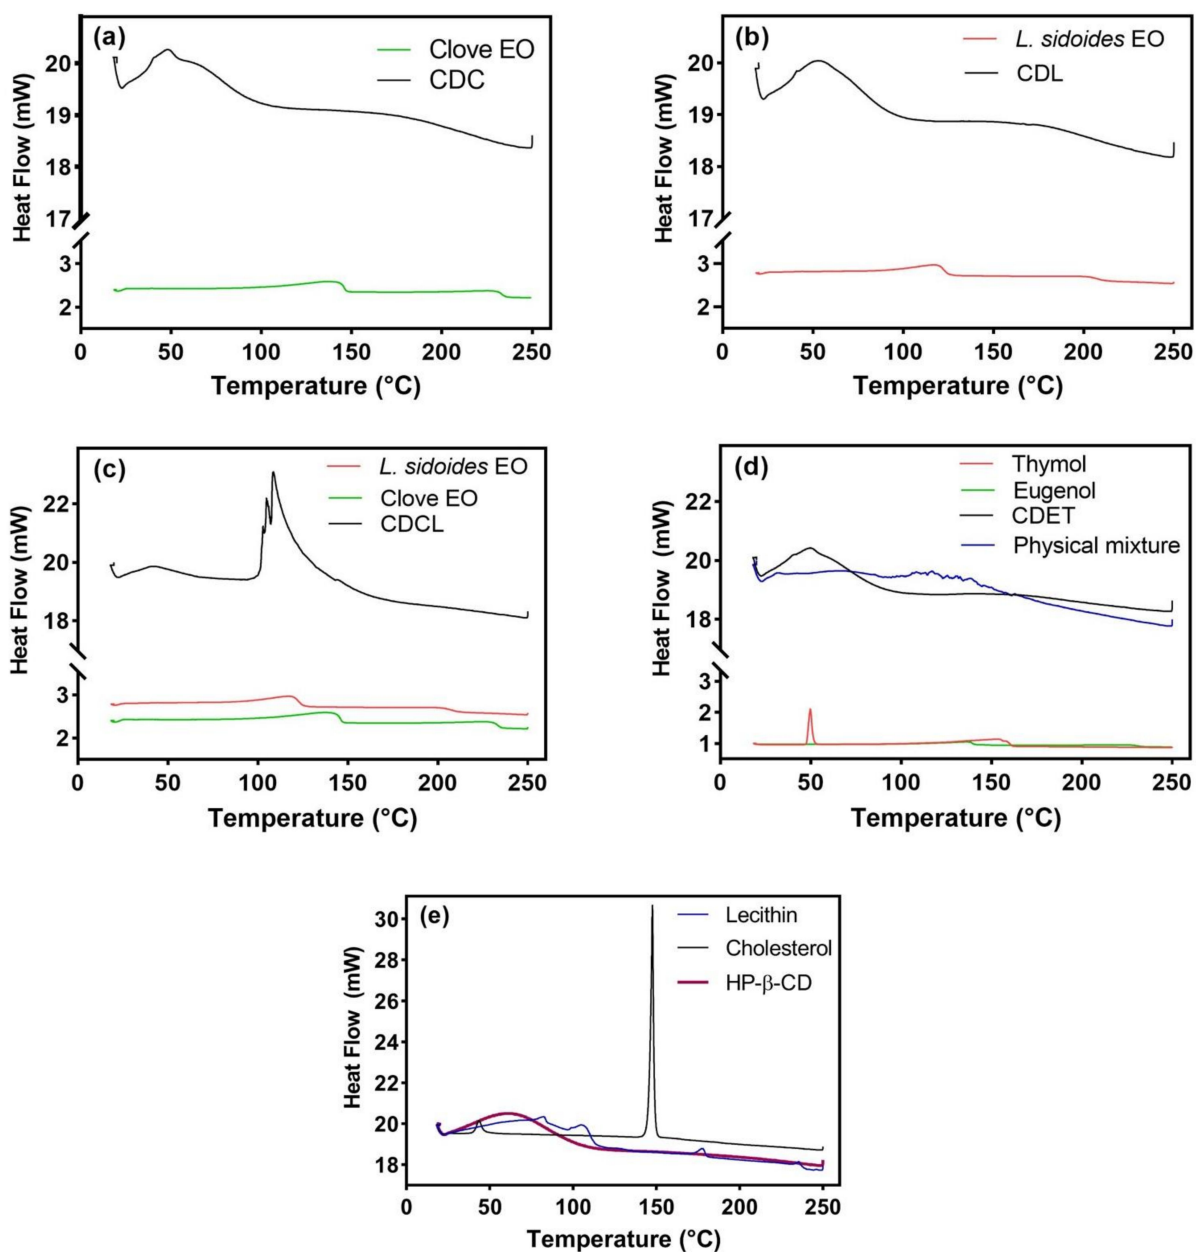 (a)
Clove EO
CDC
20
19
18
17
3
2
0 50 100 150 200 250
Heat Flow (mW)
Temperature (°C)
(b)
L. sidoides EO
CDL
20
19
18
17
3
2
0 50 100 150 200 250
Heat Flow (mW)
Temperature (°C)
(c)
L. sidoides EO
Clove EO
CDCL
22
20
18
3
2
0 50 100 150 200 250
Heat Flow (mW)
Temperature (°C)
(d)
Thymol
Eugenol
CDET
Physical mixture
22
20
18
3
2
1
0 50 100 150 200 250
Heat Flow (mW)
Temperature (°C)
(e)
Lecithin
Cholesterol
HP-β-CD
30
28
26
24
22
20
18
0 50 100 150 200 250
Heat Flow (mW)
Temperature (°C)